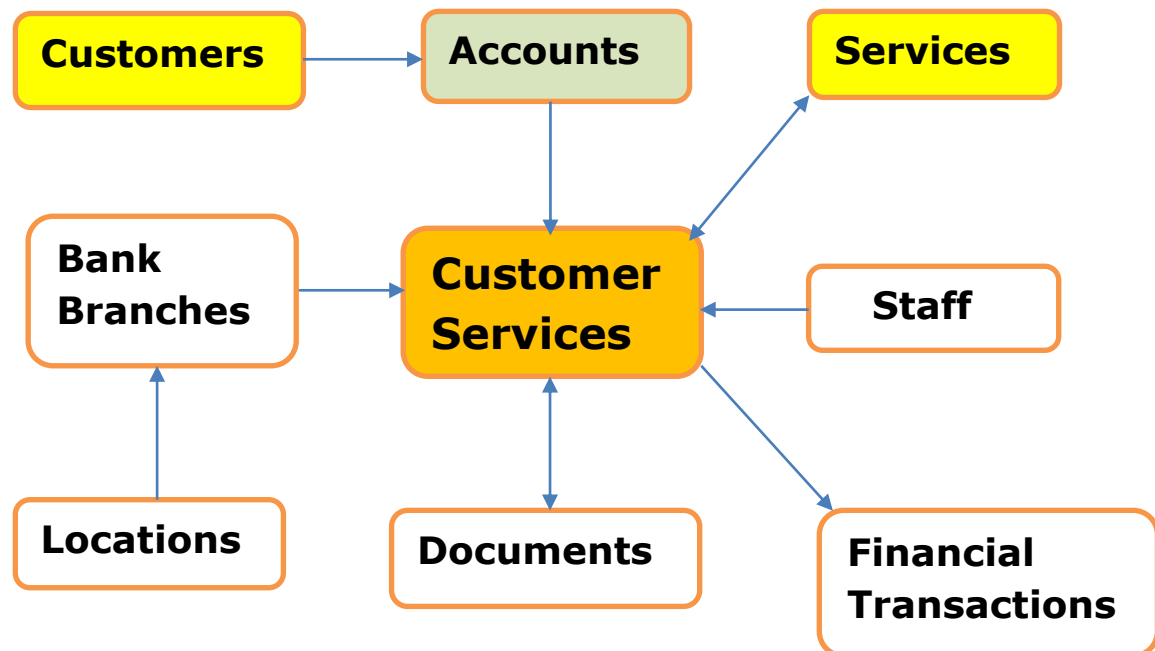 Customers
Accounts
Services
Bank
Branches
Customer
Services
Staff
Locations
Documents
Financial
Transactions